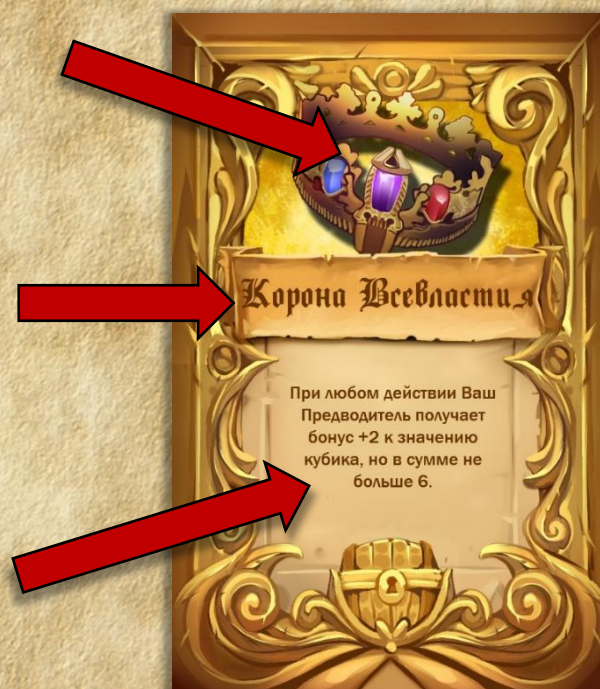 Корона Всевластия
При любом действии Ваш
Предводитель получает
бонус +2 к значению
кубика, но в сумме не
больше 6.